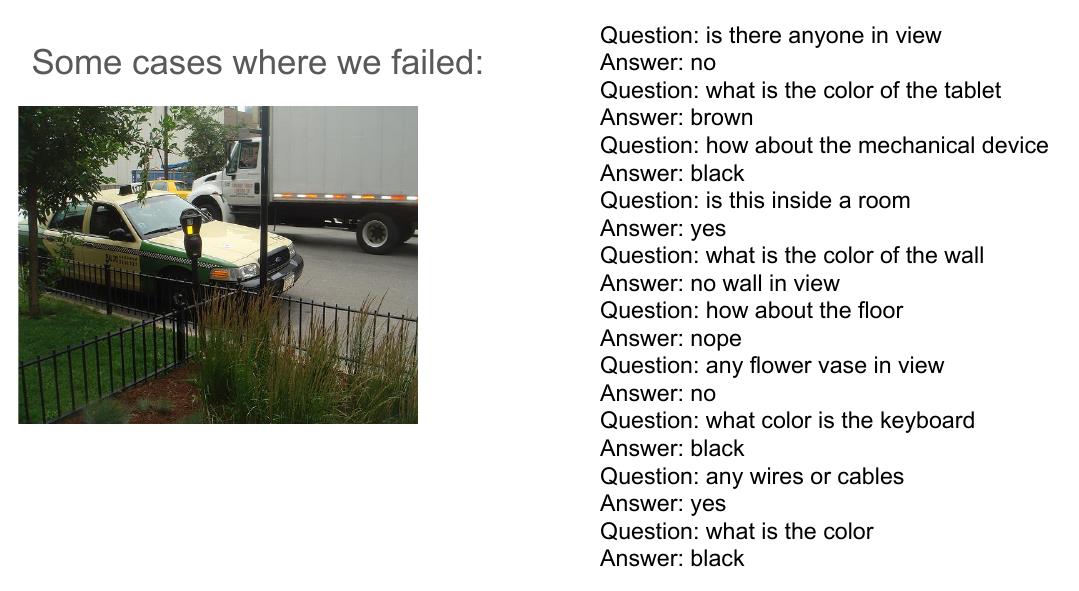 Some cases where we failed:
Question: is there anyone in view
Answer: no
Question: what is the color of the tablet
Answer: brown
Question: how about the mechanical device
Answer: black
Question: is this inside a room
Answer: yes
Question: what is the color of the wall
Answer: no wall in view
Question: how about the floor
Answer: nope
Question: any flower vase in view
Answer: no
Question: what color is the keyboard
Answer: black
Question: any wires or cables
Answer: yes
Question: what is the color
Answer: black